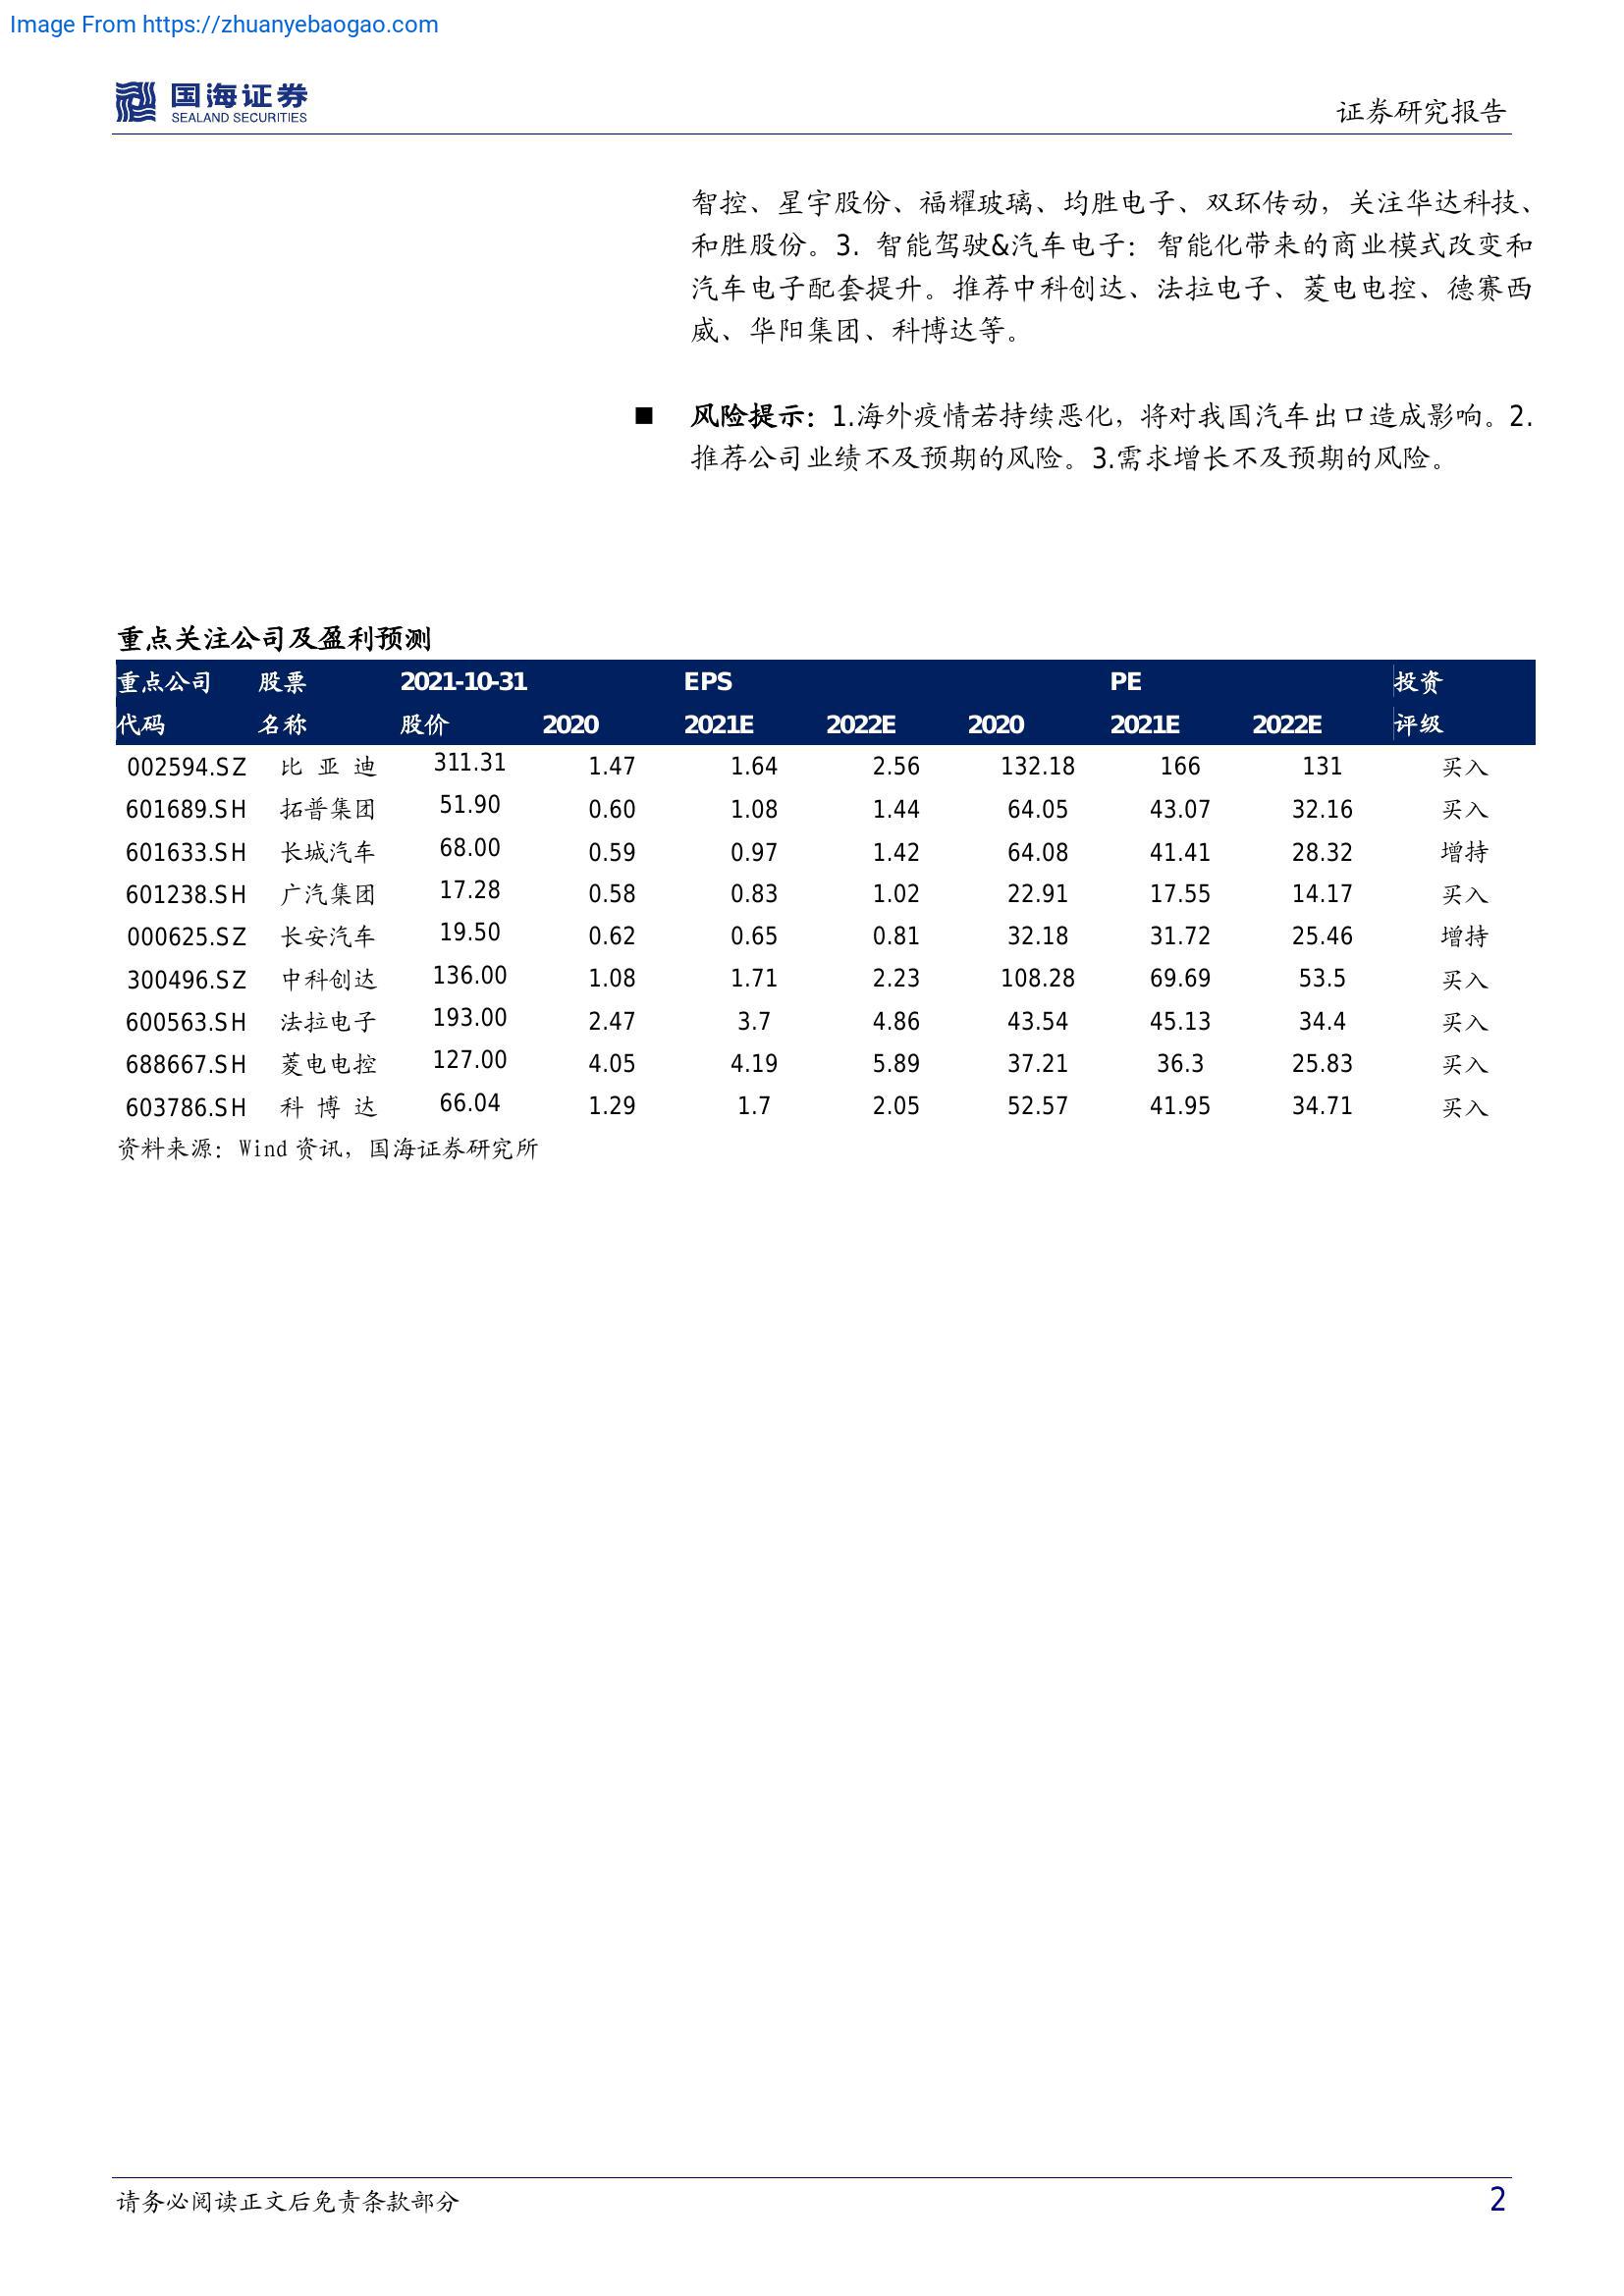 Image From https://zhuanyebaogao.com
国海证券
SEALAND SECURITIES
证券研究报告
智控、星宇股份、福耀玻璃、均胜电子、双环传动，关注华达科技、
和胜股份。3. 智能驾驶&汽车电子：智能化带来的商业模式改变和
汽车电子配套提升。推荐中科创达、法拉电子、菱电电控、德赛西
威、华阳集团、科博达等。
■ 风险提示：1.海外疫情若持续恶化，将对我国汽车出口造成影响。2.
推荐公司业绩不及预期的风险。3.需求增长不及预期的风险。
重点关注公司及盈利预测
重点公司 股票 2021-10-31 EPS PE 投资
代码 名称 股价 2020 2021E 2022E 2020 2021E 2022E 评级
002594.SZ 比亚迪 311.31 1.47 1.64 2.56 132.18 166 131 买入
601689.SH 拓普集团 51.90 0.60 1.08 1.44 64.05 43.07 32.16 买入
601633.SH 长城汽车 68.00 0.59 0.97 1.42 64.08 41.41 28.32 增持
601238.SH 广汽集团 17.28 0.58 0.83 1.02 22.91 17.55 14.17 买入
000625.SZ 长安汽车 19.50 0.62 0.65 0.81 32.18 31.72 25.46 增持
300496.SZ 中科创达 136.00 1.08 1.71 2.23 108.28 69.69 53.5 买入
600563.SH 法拉电子 193.00 2.47 3.7 4.86 43.54 45.13 34.4 买入
688667.SH 菱电电控 127.00 4.05 4.19 5.89 37.21 36.3 25.83 买入
603786.SH 科博达 66.04 1.29 1.7 2.05 52.57 41.95 34.71 买入
资料来源：Wind 资讯，国海证券研究所
请务必阅读正文后免责条款部分 2